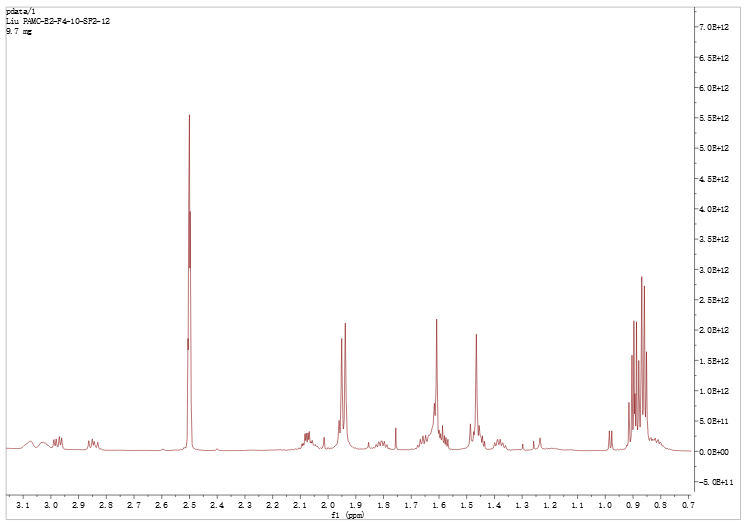 pdata/1
Liu PAMC-E2-F4-10-SF2-12
9.7 mg
7.0E+12
6.5E+12
6.0E+12
5.5E+12
5.0E+12
4.5E+12
4.0E+12
3.5E+12
3.0E+12
2.5E+12
2.0E+12
1.5E+12
1.0E+12
5.0E+11
0.0E+00
-5.0E+11
3.1 3.0 2.9 2.8 2.7 2.6 2.5 2.4 2.3 2.2 2.1 2.0 1.9 1.8 1.7 1.6 1.5 1.4 1.3 1.2 1.1 1.0 0.9 0.8 0.7
f1 (ppm)